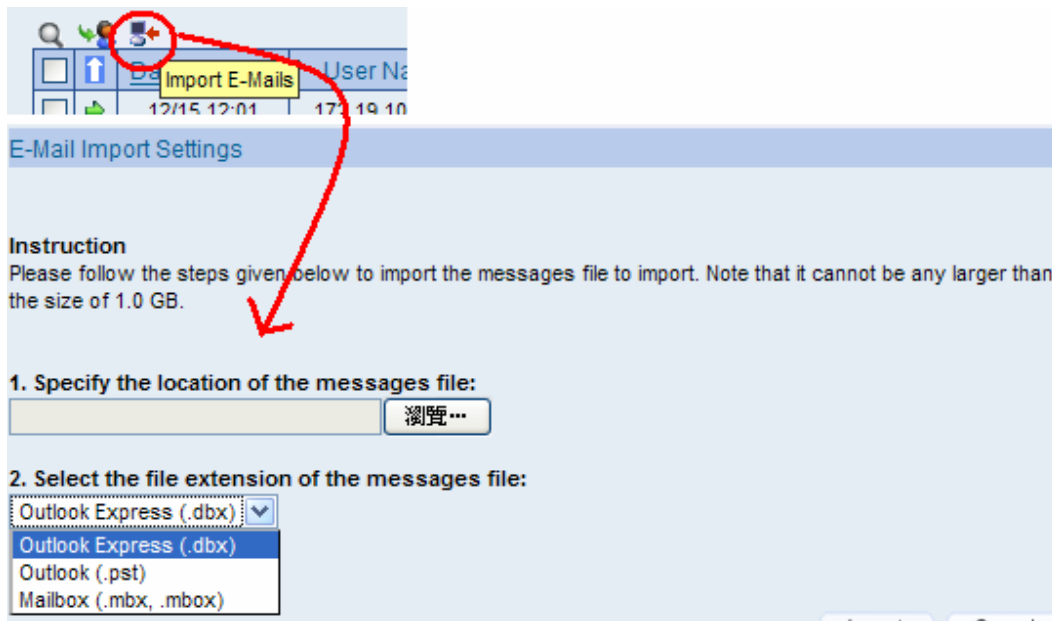 Import E-Mails
User Na
12/15 12:01
E-Mail Import Settings
Instruction
Please follow the steps given below to import the messages file to import. Note that it cannot be any larger than
the size of 1.0 GB.
1. Specify the location of the messages file:
瀏覽...
2. Select the file extension of the messages file:
Outlook Express (.dbx)
Outlook Express (.dbx)
Outlook (.pst)
Mailbox (.mbx, .mbox)